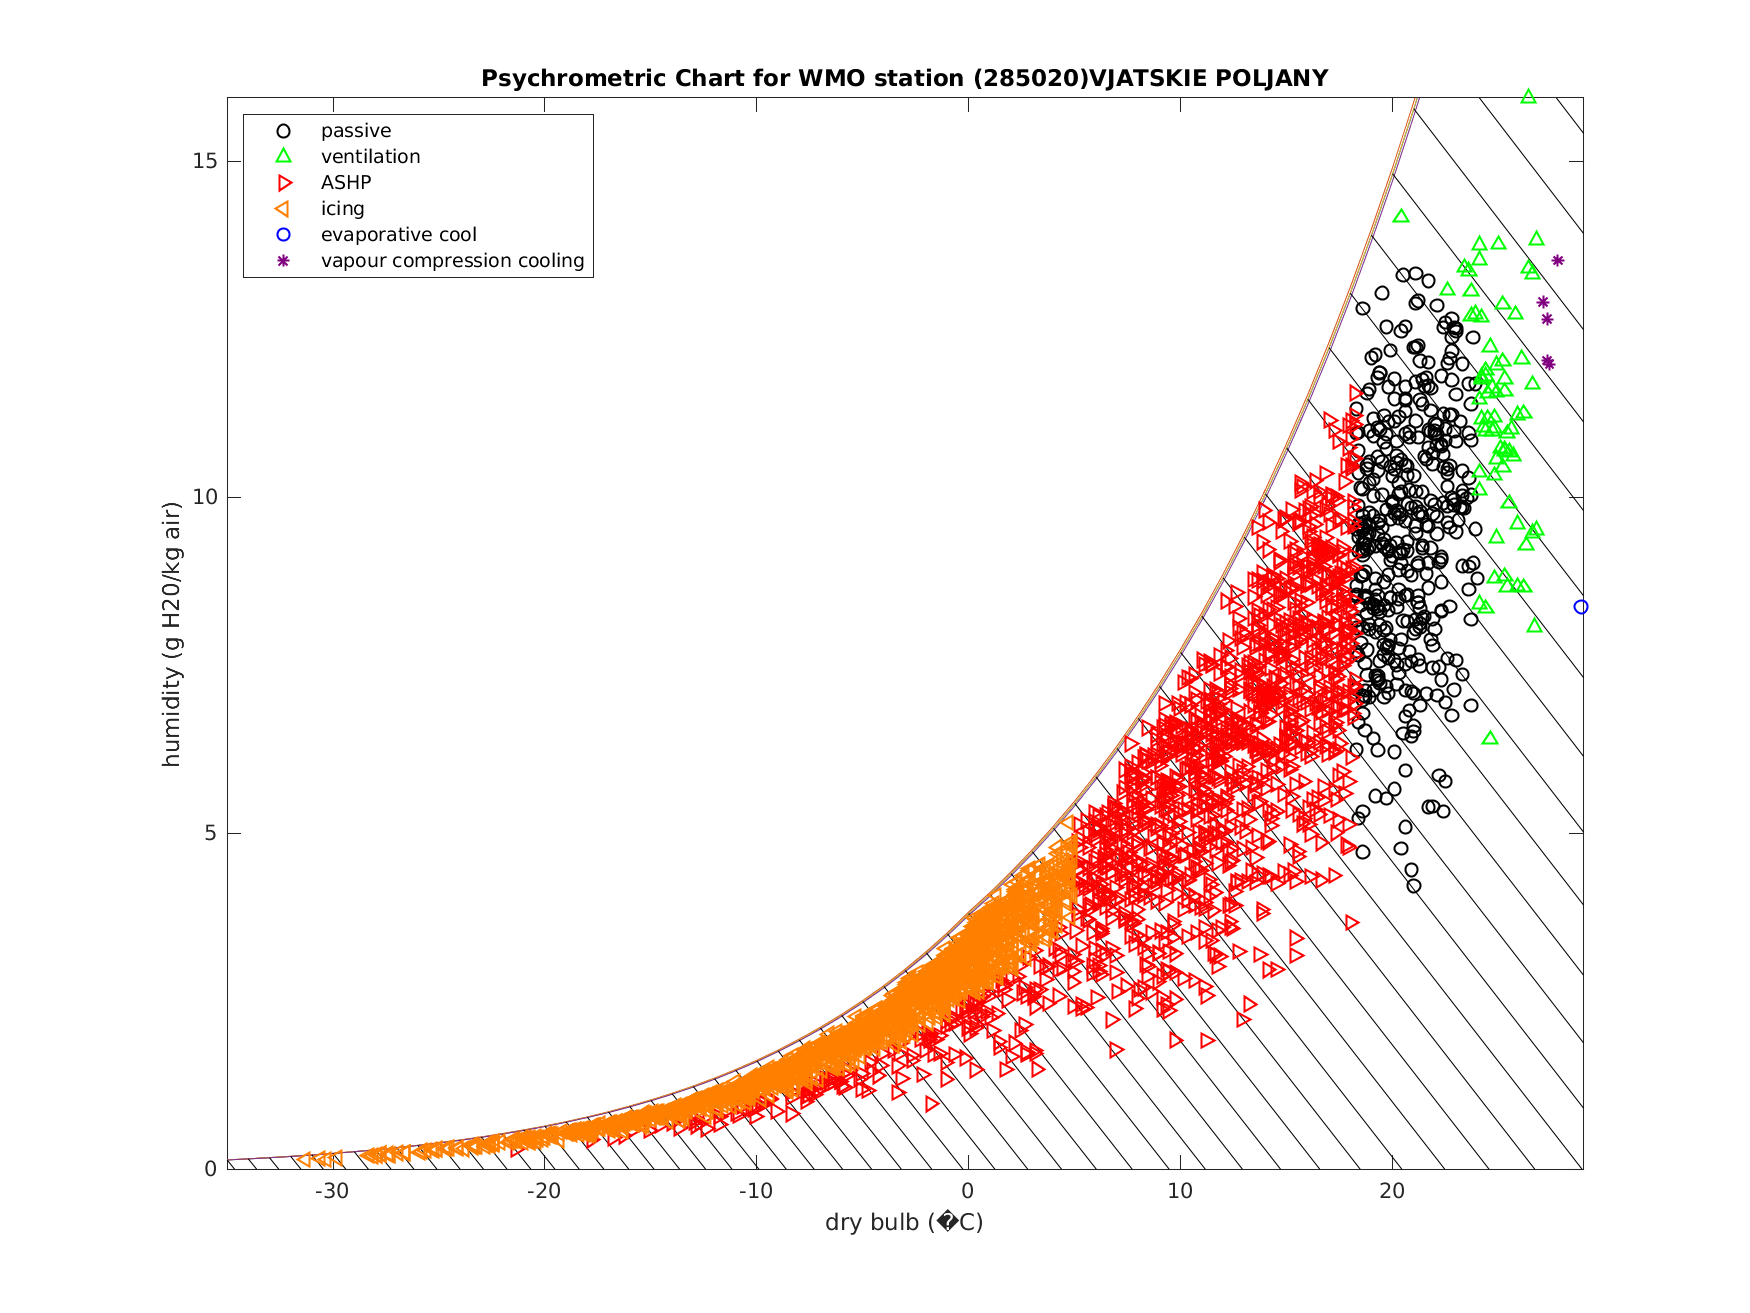 Psychrometric Chart for WMO station (285020)VJATSKIE POLJANY
passive
ventilation
ASHP
icing
evaporative cool
vapour compression cooling
15
10
5
0
humidity (g H20/kg air)
-30 -20 -10 0 10 20
dry bulb (�C)